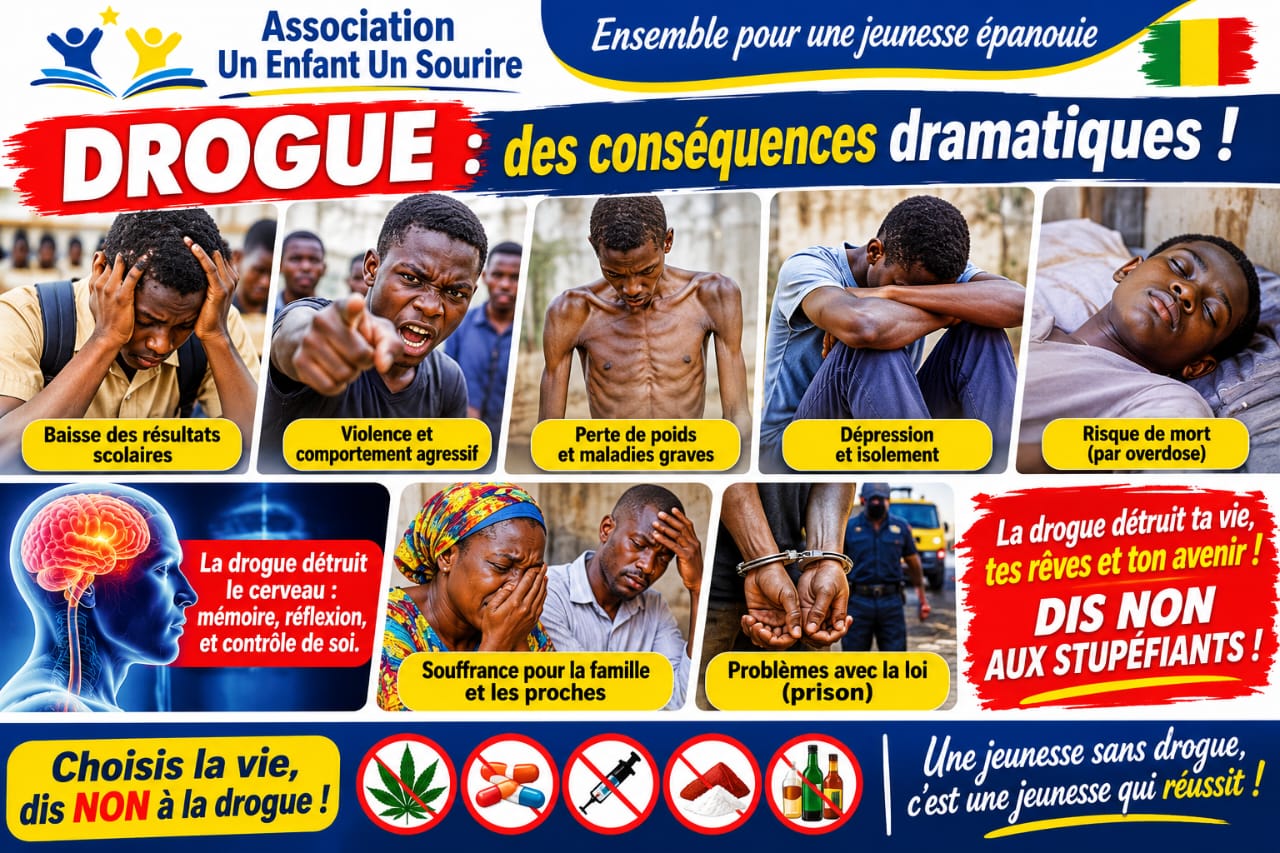 Association
Un Enfant Un Sourire
Ensemble pour une jeunesse épanouie
DROGUE : des conséquences dramatiques !
Baisse des résultats
scolaires
Violence et
comportement agressif
Perte de poids
et maladies graves
Dépression
et isolement
Risque de mort
(par overdose)
La drogue détruit
le cerveau :
mémoire, réflexion,
et contrôle de soi.
Souffrance pour la famille
et les proches
Problèmes avec la loi
(prison)
La drogue détruit ta vie,
tes rêves et ton avenir !
DIS NON
AUX STUPÉFIANTS !
Choisis la vie,
dis NON à la drogue !
Une jeunesse sans drogue,
c'est une jeunesse qui réussit !